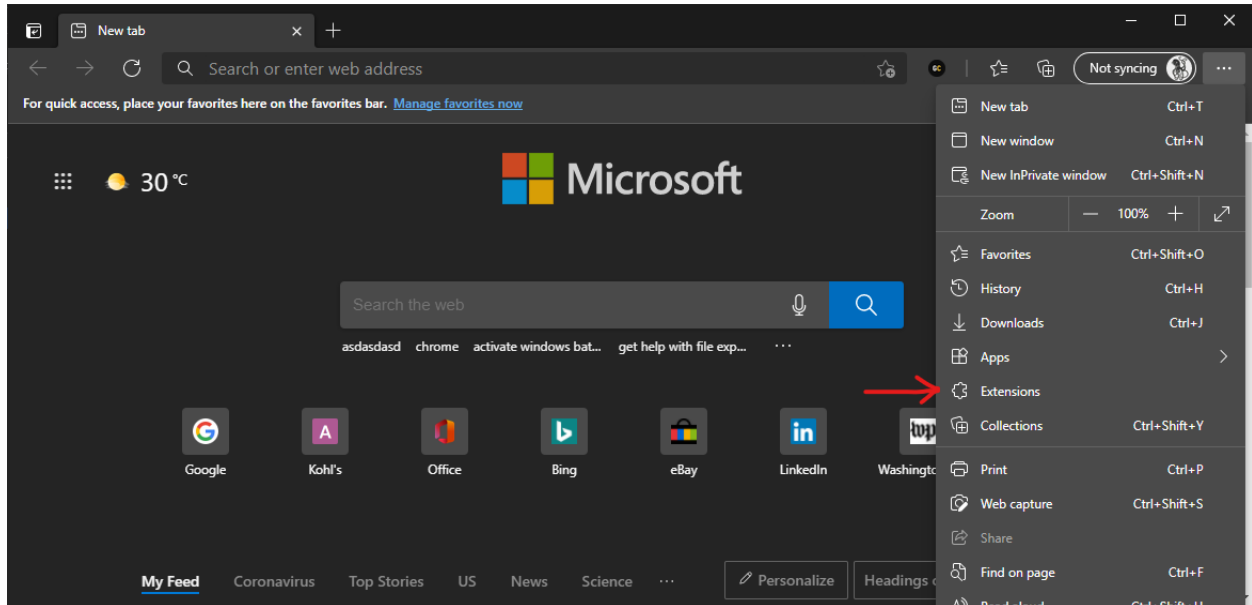 New tab
Search or enter web address
GC
Not syncing
For quick access, place your favorites here on the favorites bar. Manage favorites now
30 °C
Microsoft
Search the web
asdasdasd chrome activate windows bat... get help with file exp... ...
Google Kohl's Office Bing eBay LinkedIn
A
in
wp
My Feed Coronavirus Top Stories US News Science ... Personalize Headings
New tab Ctrl+T
New window Ctrl+N
New InPrivate window Ctrl+Shift+N
Zoom — 100% +
Favorites Ctrl+Shift+O
History Ctrl+H
Downloads Ctrl+J
Apps
Extensions
Collections Ctrl+Shift+Y
Print Ctrl+P
Web capture Ctrl+Shift+S
Share
Find on page Ctrl+F